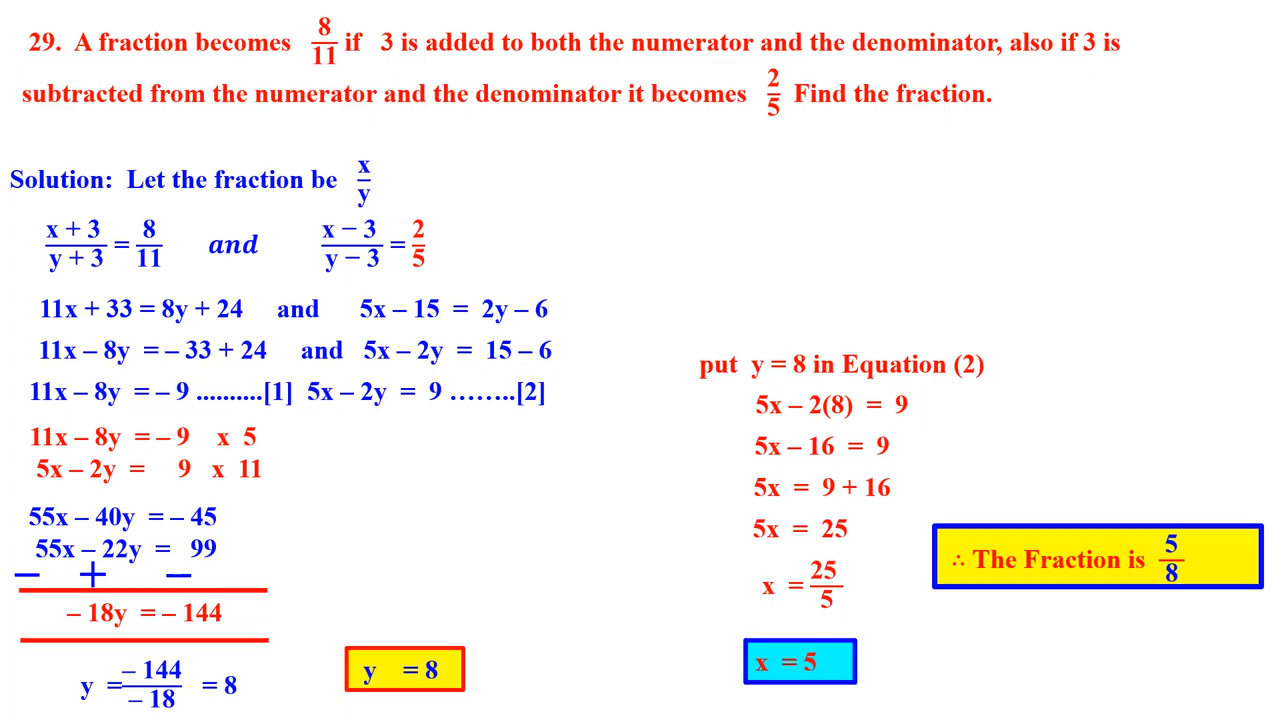 29. A fraction becomes 8/11 if 3 is added to both the numerator and the denominator, also if 3 is
subtracted from the numerator and the denominator it becomes 2/5 Find the fraction.
Solution: Let the fraction be x/y
(x + 3)/(y + 3) = 8/11 and (x − 3)/(y − 3) = 2/5
11x + 33 = 8y + 24 and 5x – 15 = 2y – 6
11x – 8y = – 33 + 24 and 5x – 2y = 15 – 6
11x – 8y = – 9 ..........[1] 5x – 2y = 9 ……..[2]
11x – 8y = – 9 x 5
5x – 2y = 9 x 11
55x – 40y = – 45
55x – 22y = 99
– + –
– 18y = – 144
y = – 144/– 18 = 8
y = 8
put y = 8 in Equation (2)
5x – 2(8) = 9
5x – 16 = 9
5x = 9 + 16
5x = 25
x = 25/5
x = 5
∴ The Fraction is 5/8